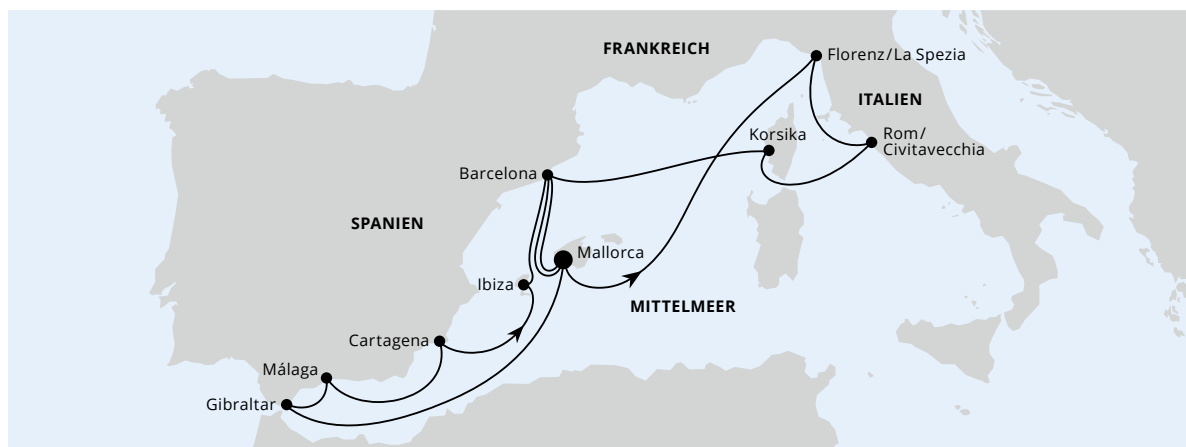 FRANKREICH
Florenz/La Spezia
ITALIEN
Korsika
Rom/
Civitavecchia
Barcelona
SPANIEN
Mallorca
Ibiza
MITTELMEER
Cartagena
Málaga
Gibraltar